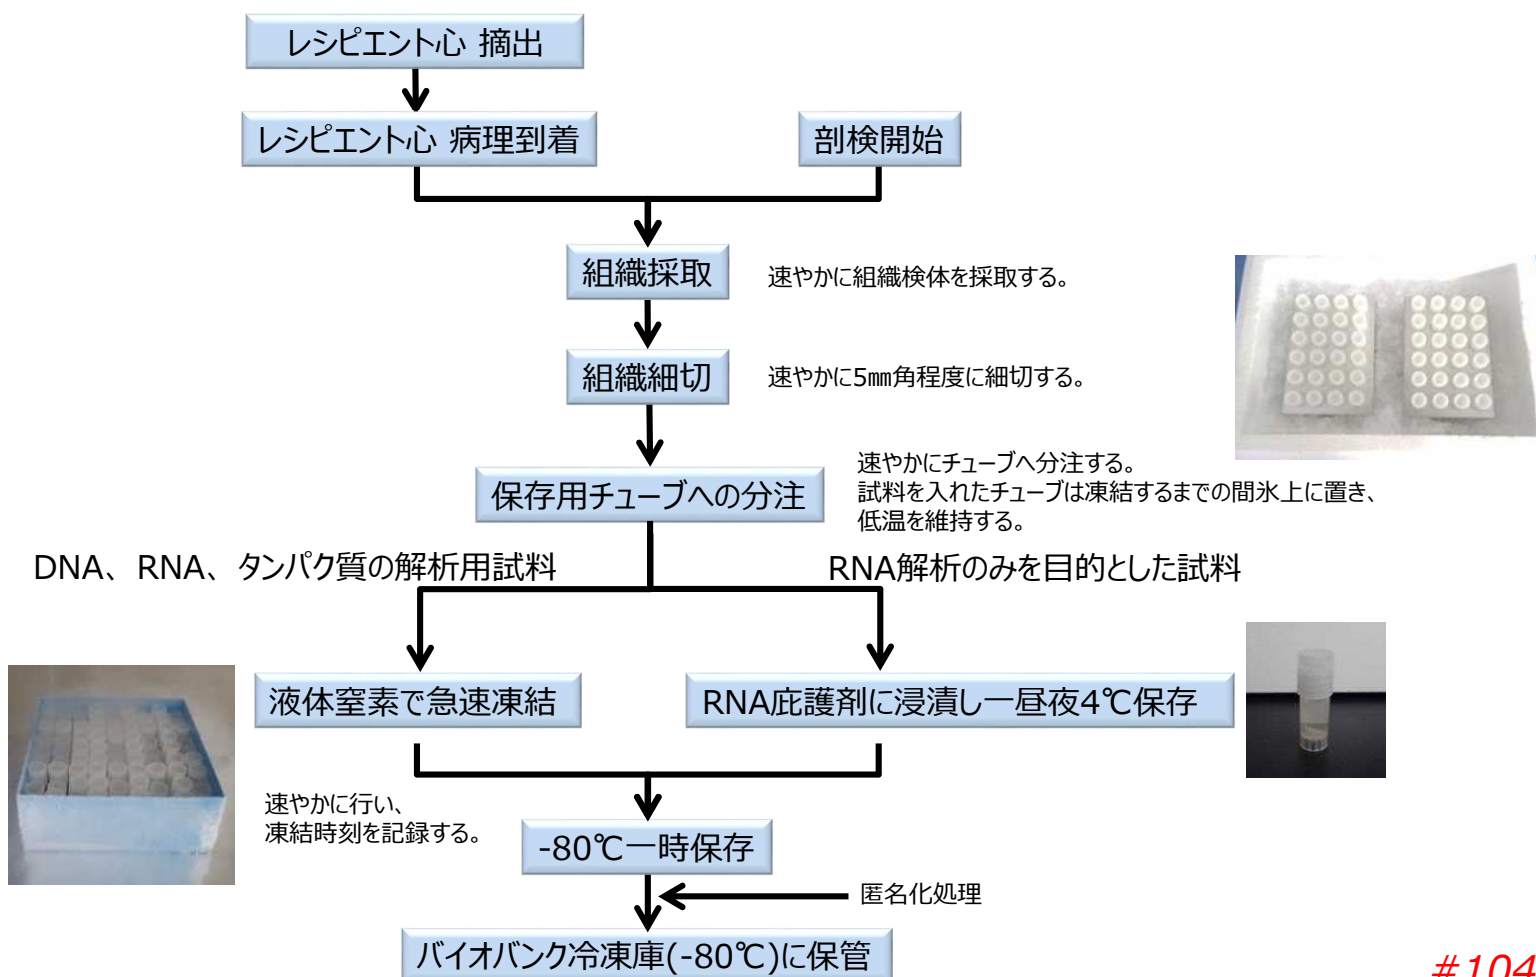 レシピエント心 摘出
レシピエント心 病理到着
剖検開始
組織採取
速やかに組織検体を採取する。
組織細切
速やかに5㎜角程度に細切する。
保存用チューブへの分注
速やかにチューブへ分注する。
試料を入れたチューブは凍結するまでの間氷上に置き、
低温を維持する。
DNA、RNA、タンパク質の解析用試料
RNA解析のみを目的とした試料
液体窒素で急速凍結
RNA庇護剤に浸漬し一昼夜4℃保存
速やかに行い、
凍結時刻を記録する。
-80℃一時保存
匿名化処理
バイオバンク冷凍庫(-80℃)に保管
#104